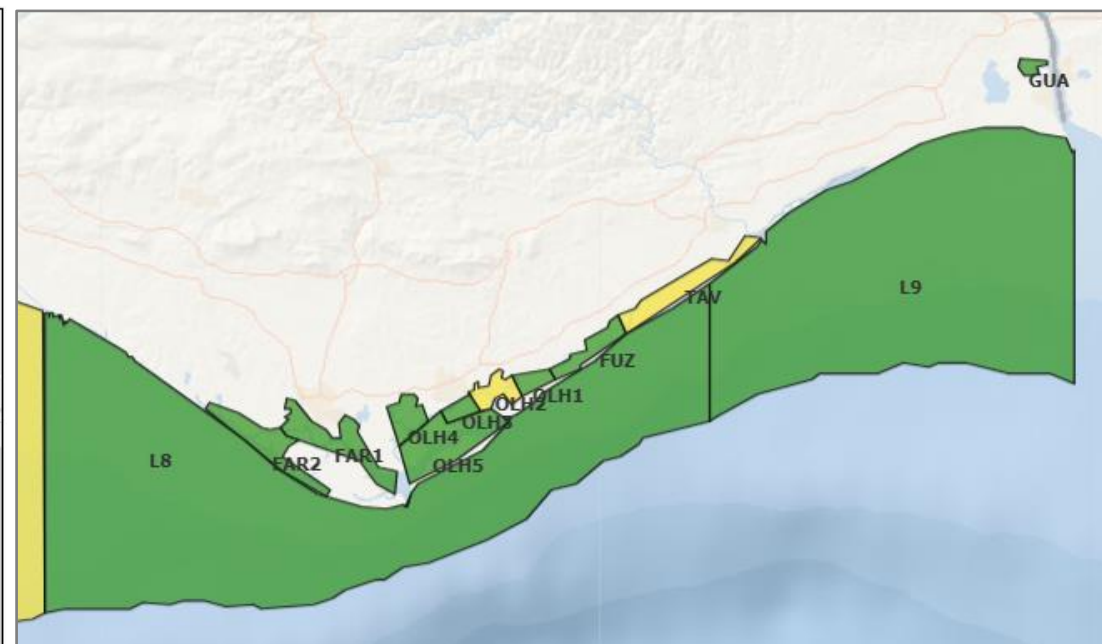 GUA
L9
TAV
FUZ
OLH1
OLH2
OLH3
OLH4
FAR1
L8
FAR2
OLH5